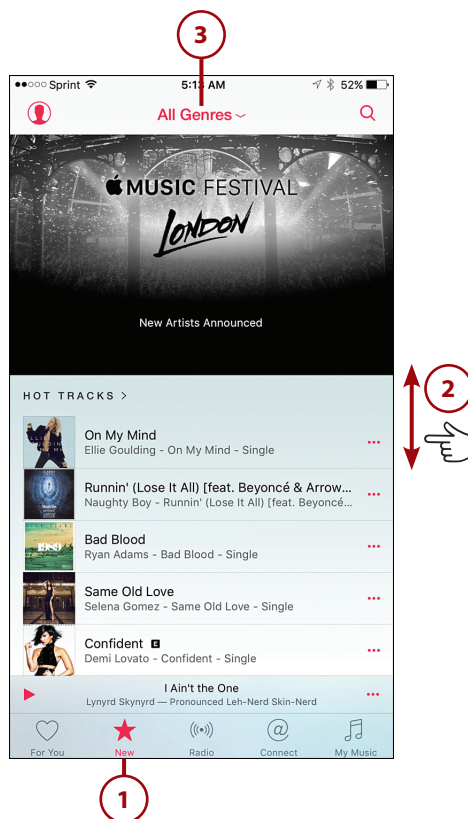 3
Sprint 5:13 AM 52%
All Genres
MUSIC FESTIVAL
LONDON
New Artists Announced
2
HOT TRACKS >
On My Mind
Ellie Goulding - On My Mind - Single
Runnin' (Lose It All) [feat. Beyoncé & Arrow...
Naughty Boy - Runnin' (Lose It All) [feat. Beyoncé...
1989
Bad Blood
Ryan Adams - Bad Blood - Single
Same Old Love
Selena Gomez - Same Old Love - Single
Confident E
Demi Lovato - Confident - Single
I Ain't the One
Lynyrd Skynyrd — Pronounced Leh-Nerd Skin-Nerd
For You New Radio Connect My Music
1